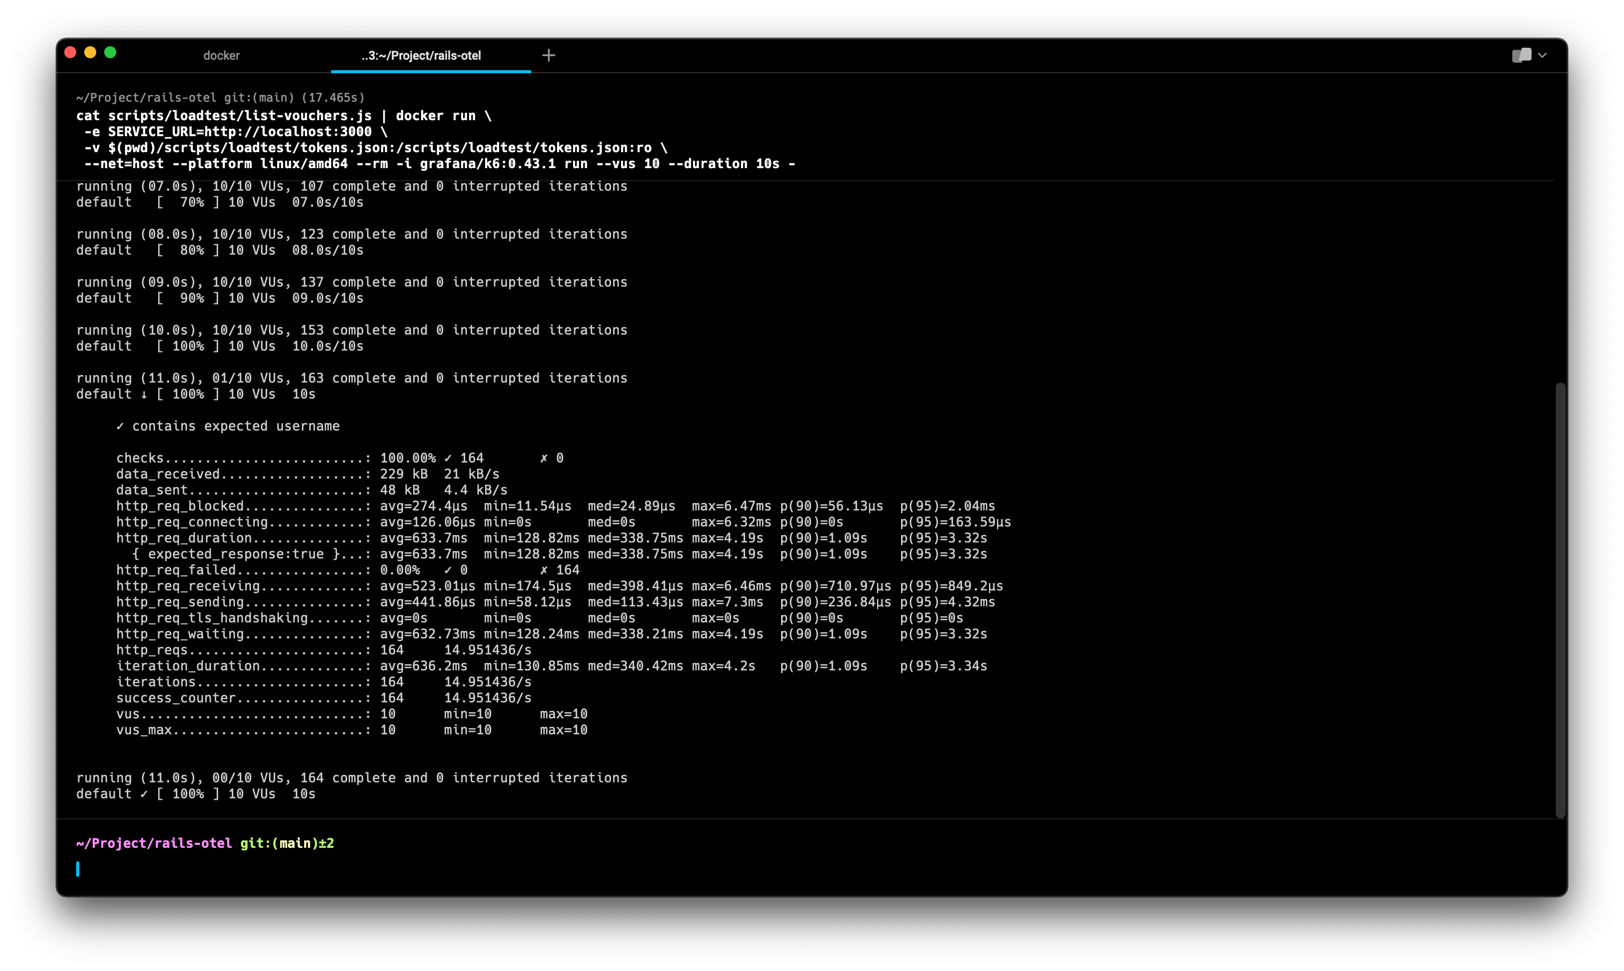 docker
..3:~/Project/rails-otel
~/Project/rails-otel git:(main) (17.465s)
cat scripts/loadtest/list-vouchers.js | docker run \
 -e SERVICE_URL=http://localhost:3000 \
 -v $(pwd)/scripts/loadtest/tokens.json:/scripts/loadtest/tokens.json:ro \
 --net=host --platform linux/amd64 --rm -i grafana/k6:0.43.1 run --vus 10 --duration 10s -
running (07.0s), 10/10 VUs, 107 complete and 0 interrupted iterations
default   [  70% ] 10 VUs  07.0s/10s
running (08.0s), 10/10 VUs, 123 complete and 0 interrupted iterations
default   [  80% ] 10 VUs  08.0s/10s
running (09.0s), 10/10 VUs, 137 complete and 0 interrupted iterations
default   [  90% ] 10 VUs  09.0s/10s
running (10.0s), 10/10 VUs, 153 complete and 0 interrupted iterations
default   [ 100% ] 10 VUs  10.0s/10s
running (11.0s), 01/10 VUs, 163 complete and 0 interrupted iterations
default ↓ [ 100% ] 10 VUs  10s
     ✓ contains expected username
     checks.........................: 100.00% ✓ 164       ✗ 0
     data_received..................: 229 kB  21 kB/s
     data_sent......................: 48 kB   4.4 kB/s
     http_req_blocked...............: avg=274.4µs  min=11.54µs  med=24.89µs  max=6.47ms p(90)=56.13µs  p(95)=2.04ms
     http_req_connecting............: avg=126.06µs min=0s       med=0s       max=6.32ms p(90)=0s       p(95)=163.59µs
     http_req_duration..............: avg=633.7ms  min=128.82ms med=338.75ms max=4.19s  p(90)=1.09s    p(95)=3.32s
       { expected_response:true }...: avg=633.7ms  min=128.82ms med=338.75ms max=4.19s  p(90)=1.09s    p(95)=3.32s
     http_req_failed................: 0.00%   ✓ 0         ✗ 164
     http_req_receiving.............: avg=523.01µs min=174.5µs  med=398.41µs max=6.46ms p(90)=710.97µs p(95)=849.2µs
     http_req_sending...............: avg=441.86µs min=58.12µs  med=113.43µs max=7.3ms  p(90)=236.84µs p(95)=4.32ms
     http_req_tls_handshaking.......: avg=0s       min=0s       med=0s       max=0s     p(90)=0s       p(95)=0s
     http_req_waiting...............: avg=632.73ms min=128.24ms med=338.21ms max=4.19s  p(90)=1.09s    p(95)=3.32s
     http_reqs......................: 164     14.951436/s
     iteration_duration.............: avg=636.2ms  min=130.85ms med=340.42ms max=4.2s   p(90)=1.09s    p(95)=3.34s
     iterations.....................: 164     14.951436/s
     success_counter................: 164     14.951436/s
     vus............................: 10      min=10      max=10
     vus_max........................: 10      min=10      max=10
running (11.0s), 00/10 VUs, 164 complete and 0 interrupted iterations
default ✓ [ 100% ] 10 VUs  10s
~/Project/rails-otel git:(main)±2